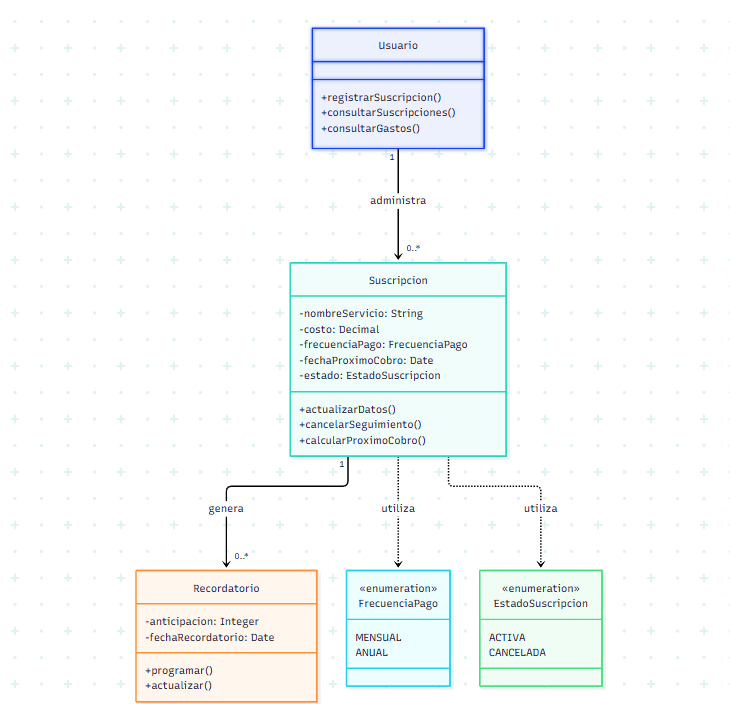 Usuario
+registrarSuscripcion()
+consultarSuscripciones()
+consultarGastos()
1
administra
0..*
Suscripcion
-nombreServicio: String
-costo: Decimal
-frecuenciaPago: FrecuenciaPago
-fechaProximoCobro: Date
-estado: EstadoSuscripcion
+actualizarDatos()
+cancelarSeguimiento()
+calcularProximoCobro()
1
genera
utiliza
utiliza
0..*
Recordatorio
-anticipacion: Integer
-fechaRecordatorio: Date
+programar()
+actualizar()
«enumeration»
FrecuenciaPago
MENSUAL
ANUAL
«enumeration»
EstadoSuscripcion
ACTIVA
CANCELADA